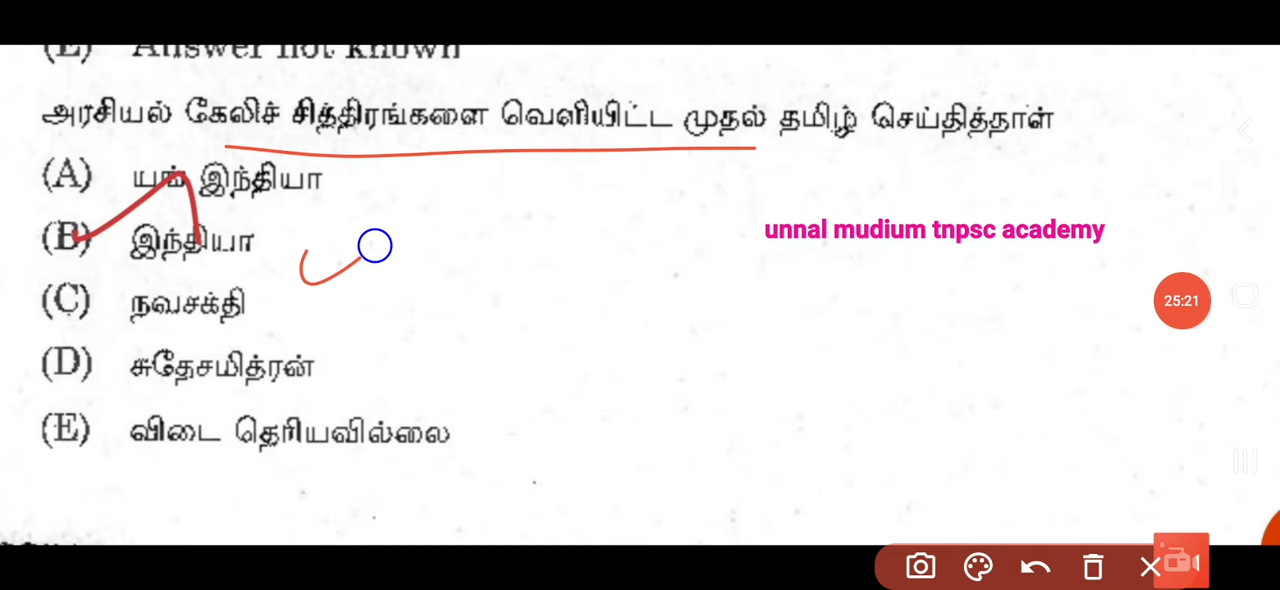 (E) Answer not known
அரசியல் கேலிச் சித்திரங்களை வெளியிட்ட முதல் தமிழ் செய்தித்தாள்
(A) யங் இந்தியா
(B) இந்தியா
unnal mudium tnpsc academy
(C) நவசக்தி
25:21
(D) சுதேசமித்ரன்
(E) விடை தெரியவில்லை